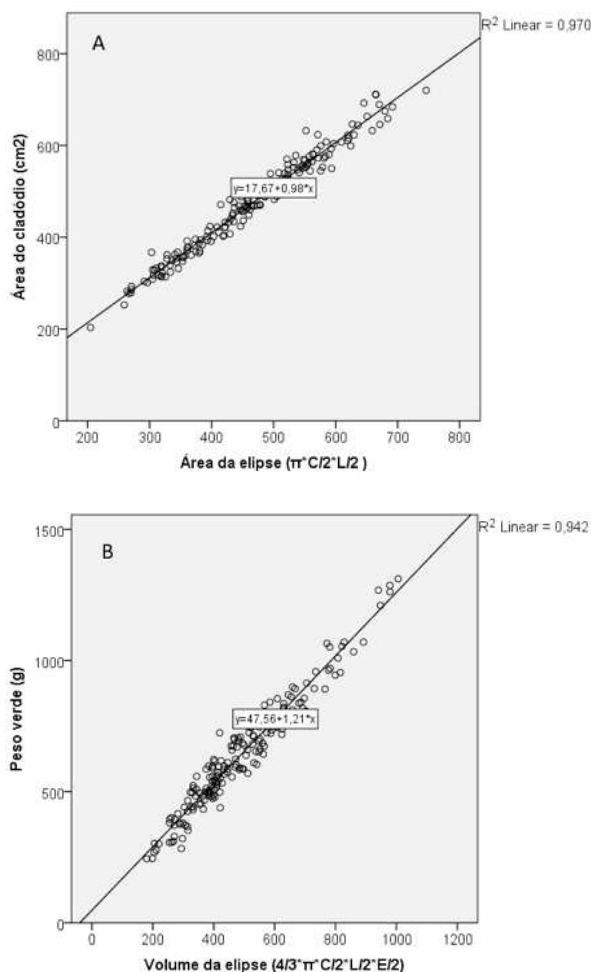 R² Linear = 0,970
A
800
600
400
200
0
y=17,67+0,98*x
Área do cladódio (cm2)
200 300 400 500 600 700 800
Área da elipse (π*C/2*L/2 )
R² Linear = 0,942
B
1500
1000
500
0
y=47,56+1,21*x
Peso verde (g)
0 200 400 600 800 1000 1200
Volume da elipse (4/3*π*C/2*L/2*E/2)